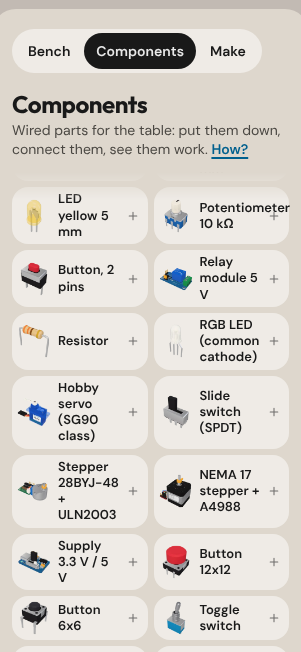 Bench Components Make
Components
Wired parts for the table: put them down,
connect them, see them work. How?
LED
yellow 5
mm
+
Potentiometer
10 kΩ
+
Button, 2
pins
+
Relay
module 5
V
+
Resistor
+
RGB LED
(common
cathode)
+
Hobby
servo
(SG90
class)
+
Slide
switch
(SPDT)
+
Stepper
28BYJ-48
+
ULN2003
+
NEMA 17
stepper +
A4988
+
Supply
3.3 V / 5
V
+
Button
12x12
+
Button
6x6
+
Toggle
switch
+